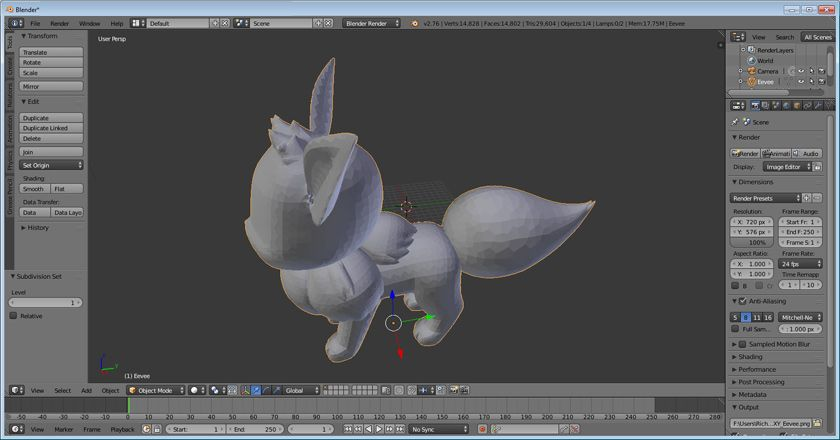 Blender*
File Render Window Help Default Scene Blender Render v2.76 | Verts:14,828 | Faces:14,802 | Tris:29,604 | Objects:1/4 | Lamps:0/2 | Mem:17.75M | Eevee
Tools
Create
Relations
Animation
Physics
Grease Pencil
Transform
Translate
Rotate
Scale
Mirror
Edit
Duplicate
Duplicate Linked
Delete
Join
Set Origin
Shading:
Smooth Flat
Data Transfer:
Data Data Layo
History
Subdivision Set
Level
1
Relative
User Persp
(1) Eevee
View Select Add Object Object Mode Global
View Search All Scenes
RenderLayers
World
Camera
Eevee
Scene
Render
Render Animati Audio
Display: Image Editor
Dimensions
Render Presets
Resolution: Frame Range:
X: 720 px Start Fr: 1
Y: 576 px End F: 250
100% Frame S: 1
Aspect Ratio: Frame Rate:
X: 1.000 24 fps
Y: 1.000 Time Remapp
B 1 10
Anti-Aliasing
5 8 11 16 Mitchell-Ne
Full Sam... : 1.000 px
Sampled Motion Blur
Shading
Performance
Post Processing
Metadata
Output
F:\Users\Rich...XY_Eevee.png
-50 -40 -30 -20 -10 0 10 20 30 40 50 60 70 80 90 100 110 120 130 140 150 160 170 180 190 200 210 220 230 240 250 260 270 280
View Marker Frame Playback Start: 1 End: 250 1 No Sync